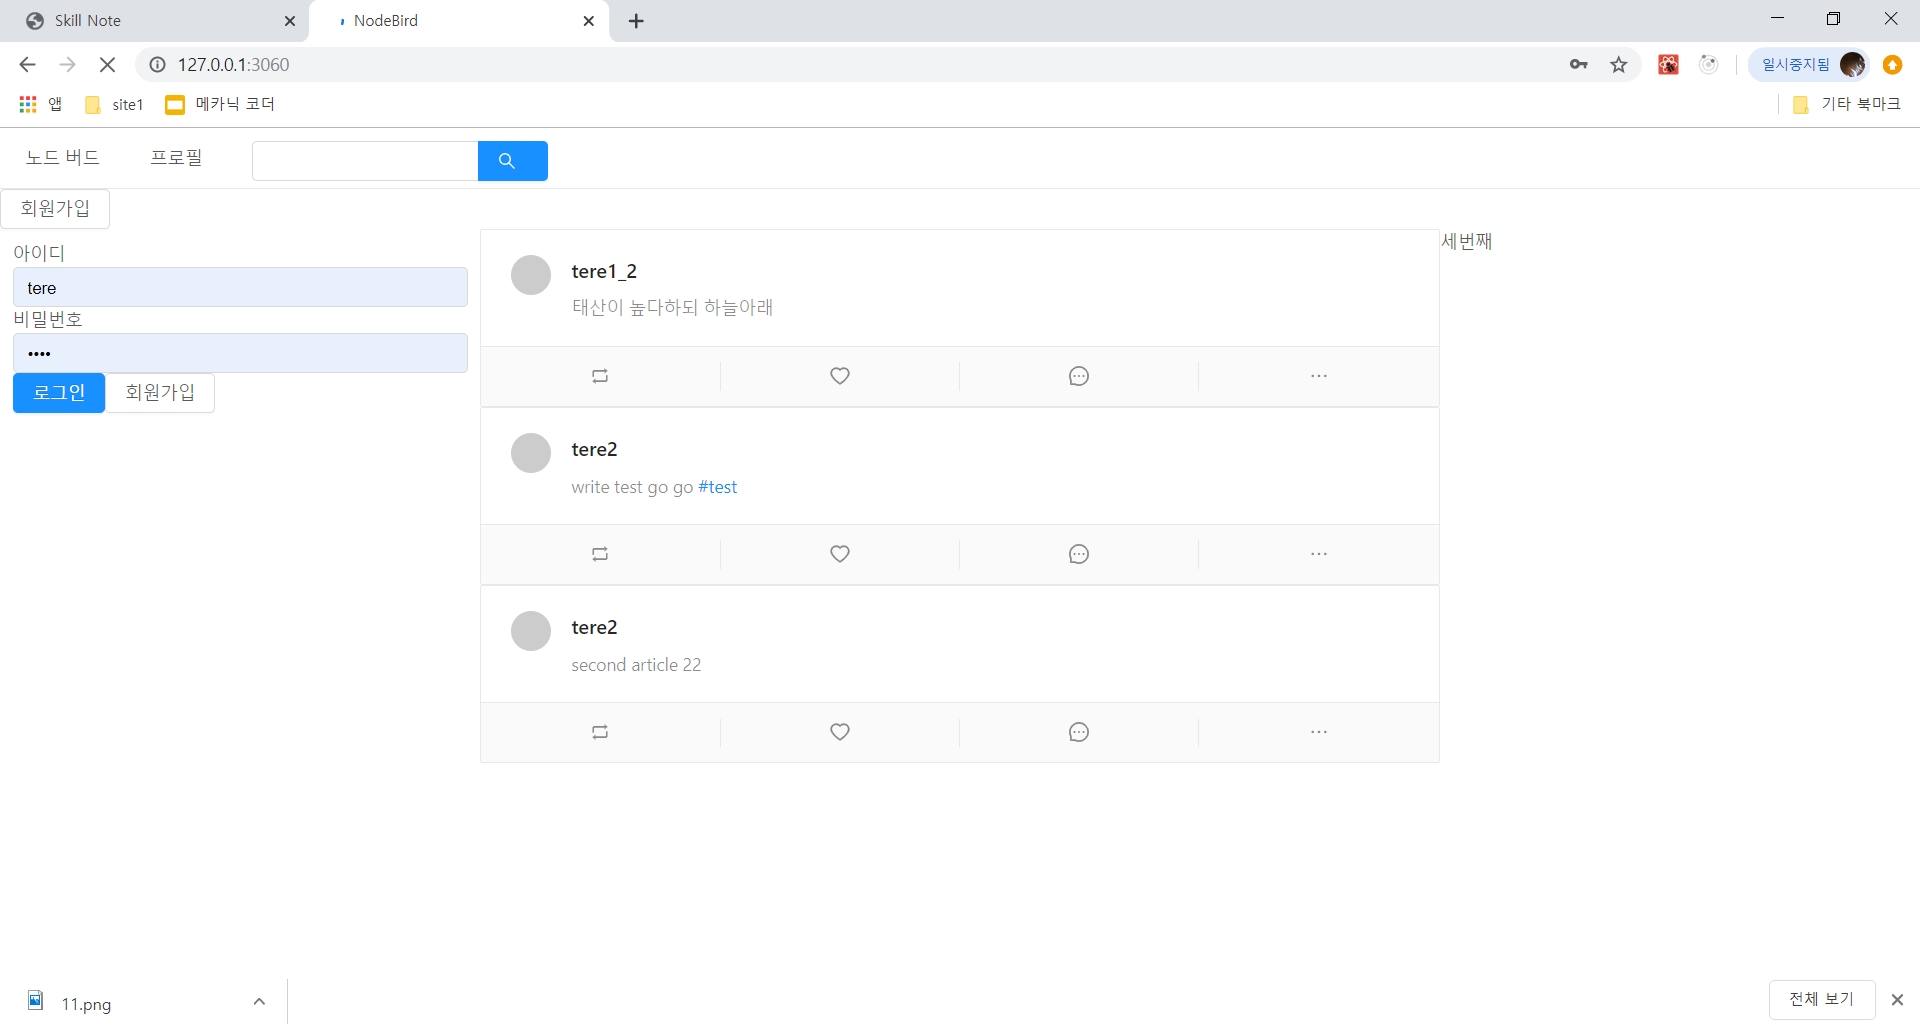 Skill Note
NodeBird
127.0.0.1:3060
일시중지됨
앱
site1
메카닉 코더
기타 북마크
노드 버드
프로필
회원가입
아이디
tere
비밀번호
••••
로그인
회원가입
tere1_2
태산이 높다하되 하늘아래
tere2
write test go go #test
tere2
second article 22
세번째
11.png
전체 보기